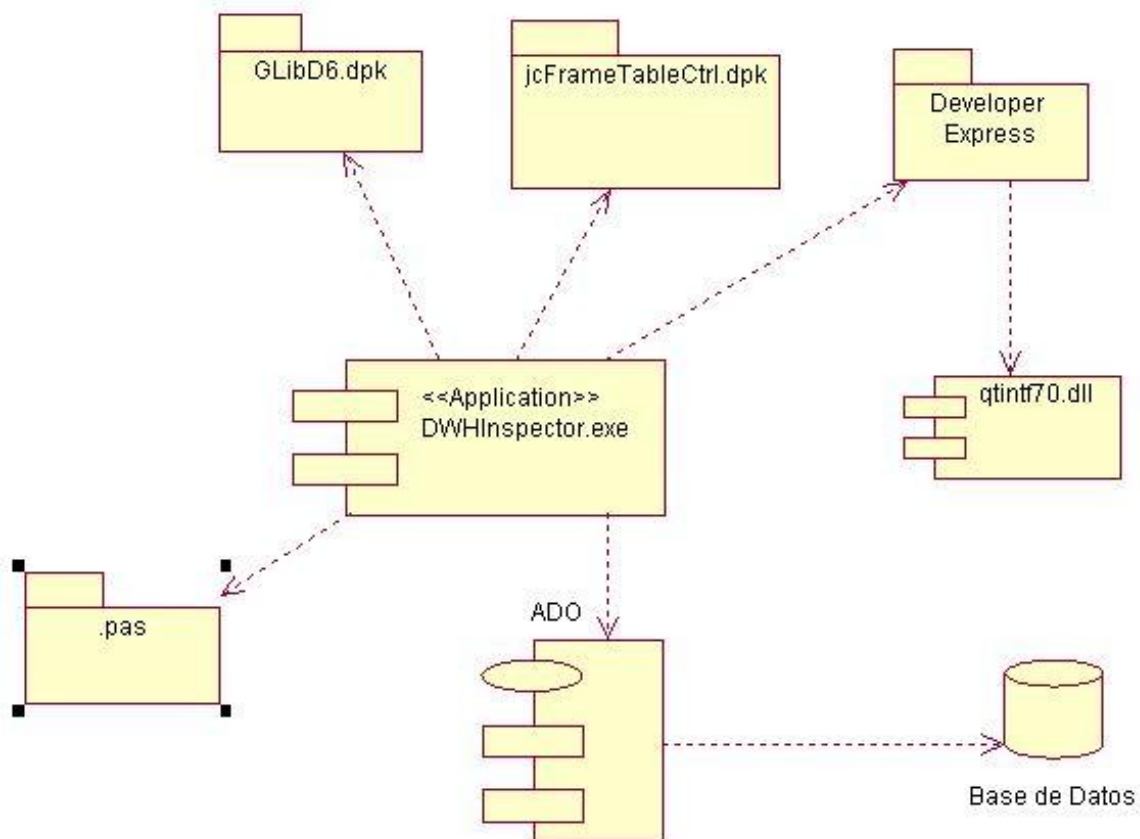 GLibD6.dpk
jcFrameTableCtrl.dpk
Developer
Express
<<Application>>
DWHInspector.exe
qtintf70.dll
.pas
ADO
Base de Datos